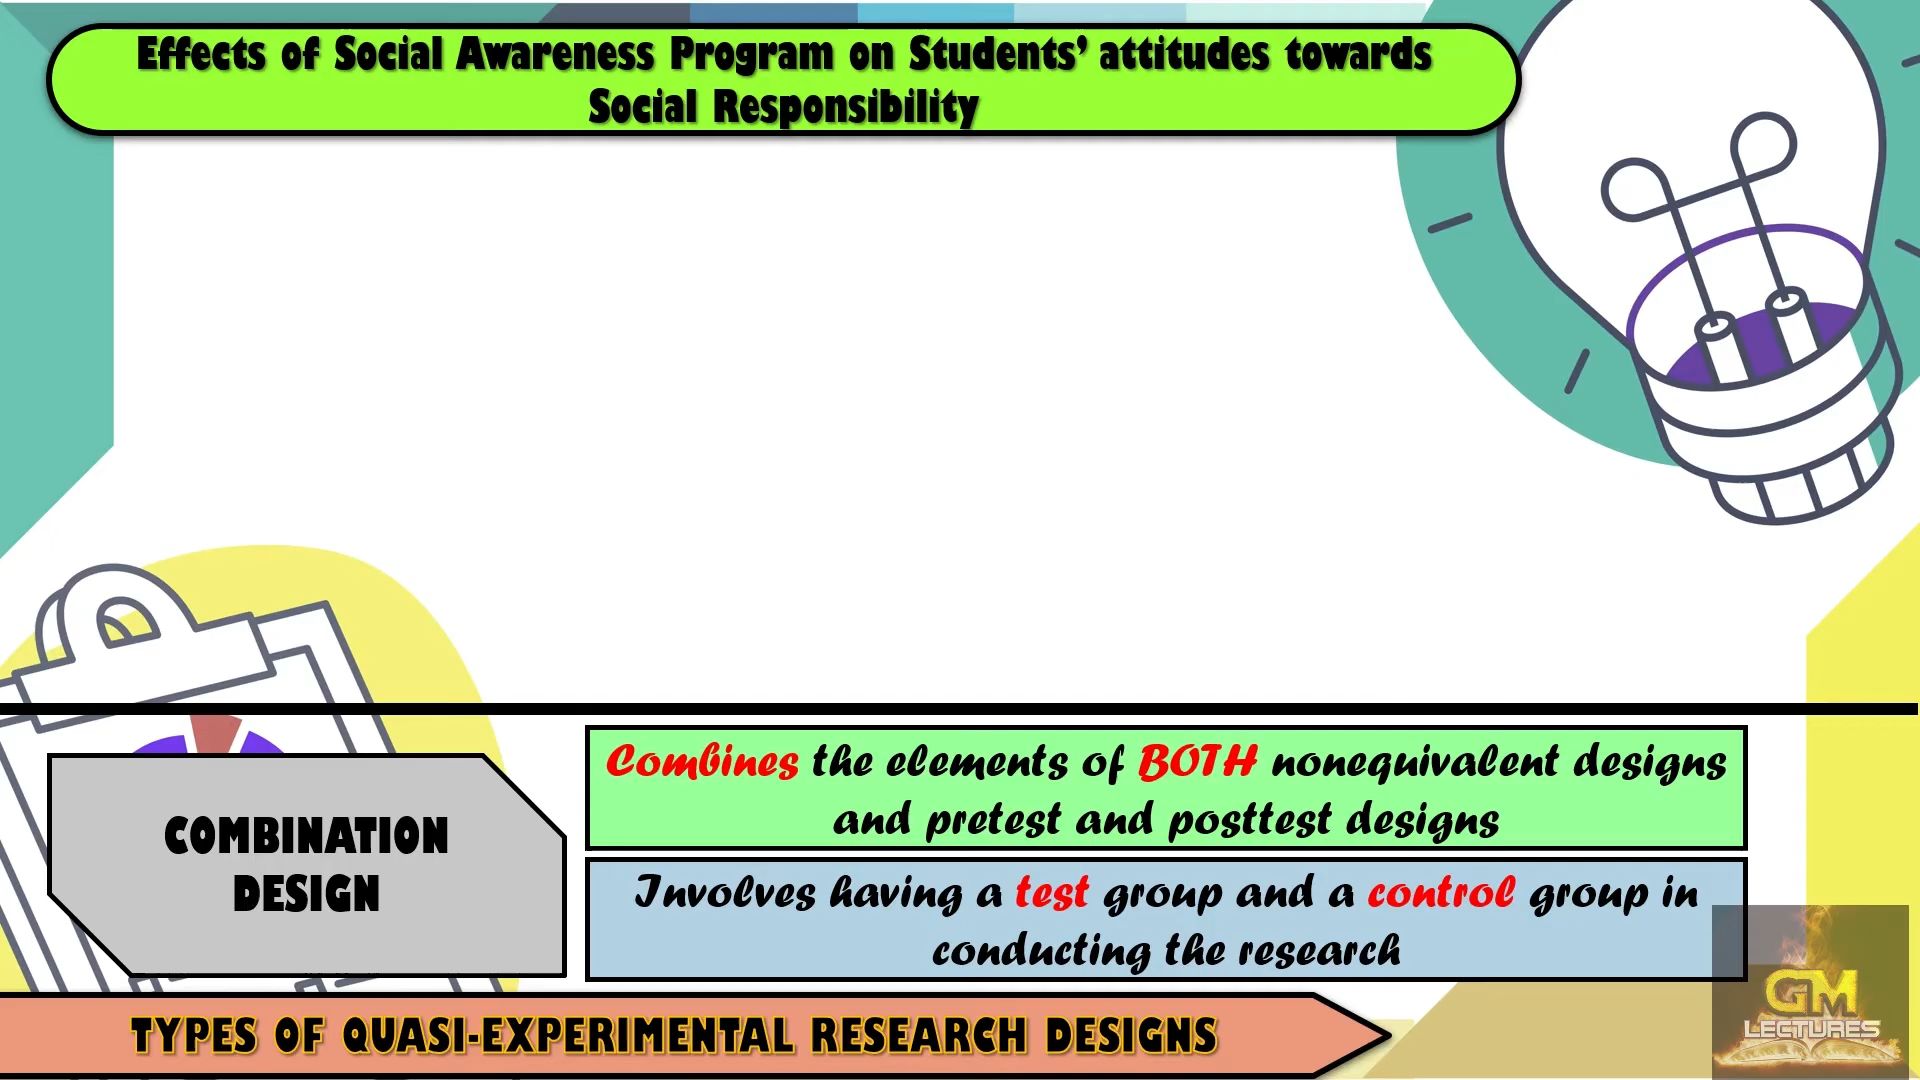 Effects of Social Awareness Program on Students’ attitudes towards
Social Responsibility
COMBINATION
DESIGN
Combines the elements of BOTH nonequivalent designs
and pretest and posttest designs
Involves having a test group and a control group in
conducting the research
TYPES OF QUASI-EXPERIMENTAL RESEARCH DESIGNS
GM
LECTURES